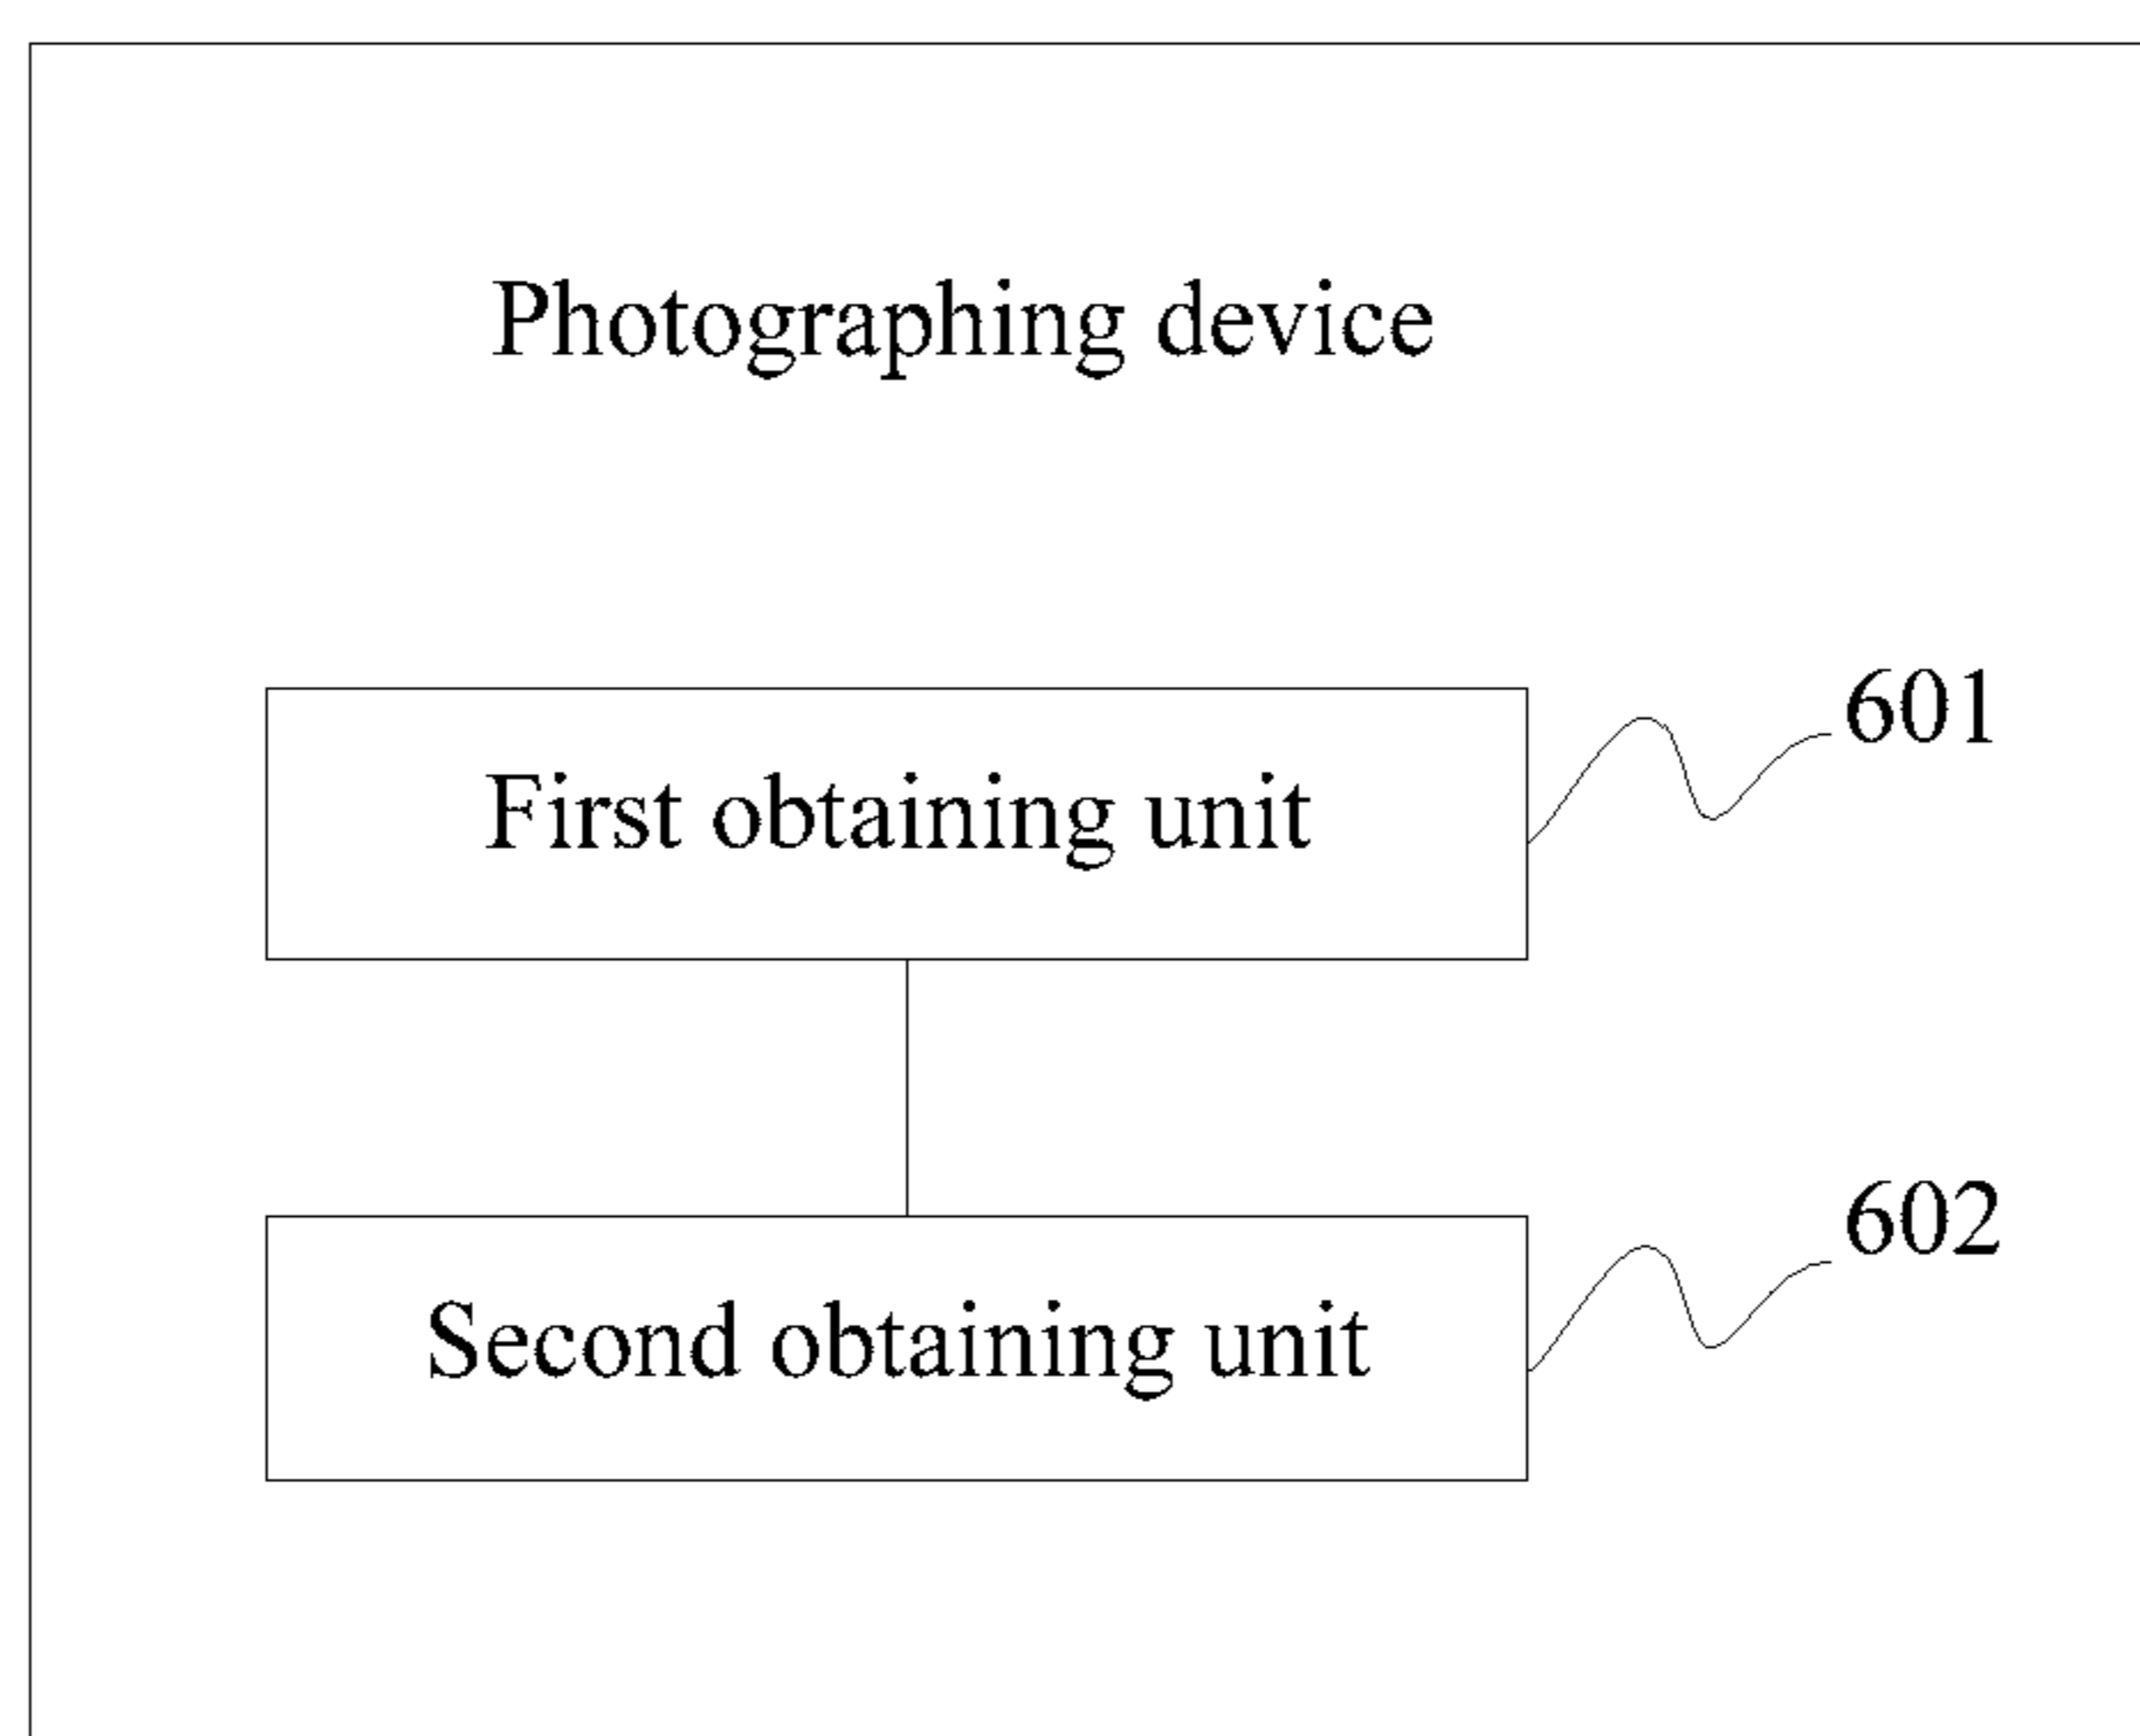 Photographing device
601
First obtaining unit
602
Second obtaining unit